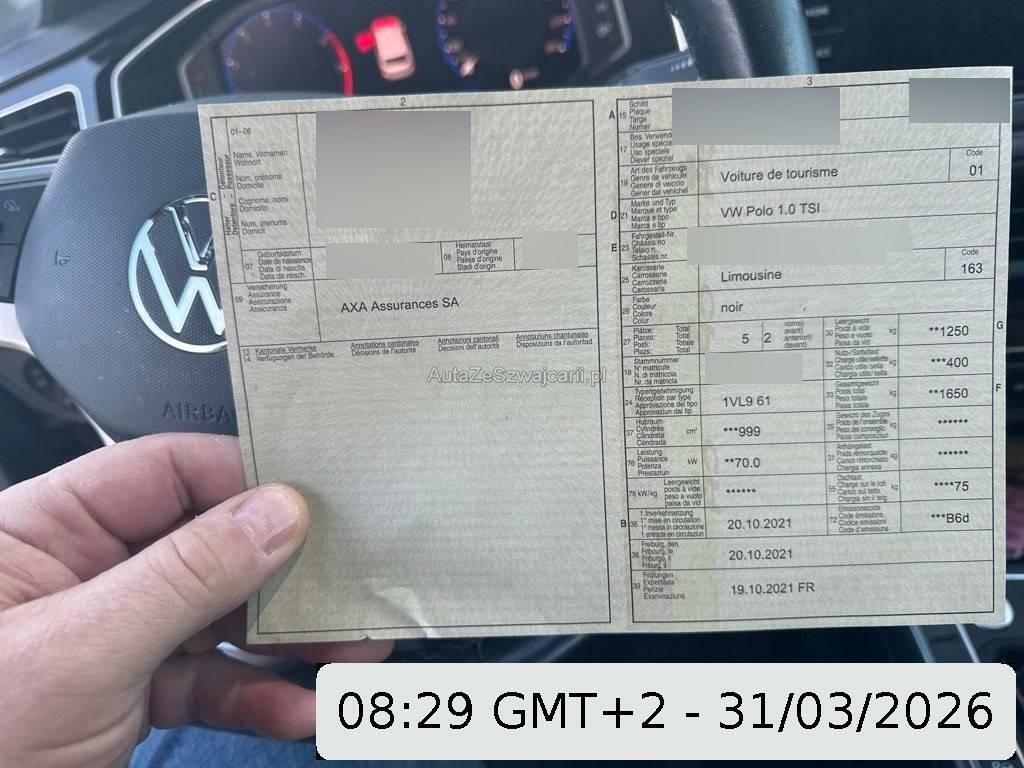 2
01-06
Name, Vornamen
Wohnort
Nom, prénoms
Domicile
Cognome, nomi
Domicilio
Num, prenums
Domicil
C
07
Geburtsdatum
Date de naissance
Data di nascita
Data da nasch.
08
Heimatstaat
Pays d'origine
Paese d'origine
Stadi d'origin
09
Versicherung
Assurance
Assicurazione
Assicuranza
AXA Assurances SA
13
14
Kantonale Vermerke
Verfügungen der Behörde
Annotations cantonales
Décisions de l'autorité
Annotazioni cantonali
Decisioni dell'autorità
Annotaziuns chantunalas
Disposiziuns da l'autoritad
AutaZeSzwajcarii.pl
AIRBA
3
A 15
Schild
Plaque
Targa
Numer
17
Bes. Verwend
Usage spécia
Uso speciale
Diever spezial
19
Art des Fahrzeugs
Genre de véhicule
Genere di veicolo
Gener dal vehichel
Voiture de tourisme
Code
01
D 21
Marke und Typ
Marque et type
Marca e tipo
Marca e tip
VW Polo 1.0 TSI
E 23
Fahrgestell-Nr.
Châssis no
Telaio n.
Schassis nr.
25
Karosserie
Carrosserie
Carrozzeria
Carossaria
Limousine
Code
163
26
Farbe
Couleur
Colore
Colur
noir
27
Plätze: Total
Places: Total
Posti: Totale
Plazs: Total
5
2
vorne)
avant)
anteriori)
davant)
30
Leergewicht
Poids à vide
Peso a vuoto
Paisa da vid
kg
**1250
G
18
Stammnummer
N° matricule
N. di matricola
Nr. da matricla
32
Nutz-/Sattellast
Charge utile/sellette
Carico utile/sella
Chargia utila/sella
kg
***400
24
Typengenehmigung
Réception par type
Approvazione del tipo
Approvaziun dal tip
1VL9 61
33
Gesamtgewicht
Poids total
Peso totale
Paisa totala
kg
**1650
F
37
Hubraum
Cylindrée
Cilindrata
Cilindrada
cm³
***999
35
Gewicht des Zuges
Poids de l'ensemble
Peso del convoglio
Paisa cumposiziun
kg
******
76
Leistung
Puissance
Potenza
Prestaziun
kW
**70.0
31
Anhängelast
Poids remorquable
Carico rimorchiato
Chargia annexa
kg
******
78 kW/kg
Leergewicht
poids à vide
peso a vuoto
paisa da vid
******
55
Dachlast
Charge sur le toit
Carico sul tetto
Chargia sin il tetg
kg
****75
B 36
1. Inverkehrsetzung
1re mise en circulation
1a messa in circolazione
1. entrada en circulaziun
20.10.2021
72
Emissionscode
Code émissions
Codice emissioni
Code d'emissiuns
***B6d
38
Freiburg, den
Fribourg, le
Friburgo, il
Friburg, il
20.10.2021
39
Prüfungen
Expertises
Perizie
Examinaziuns
19.10.2021 FR
08:29 GMT+2 - 31/03/2026